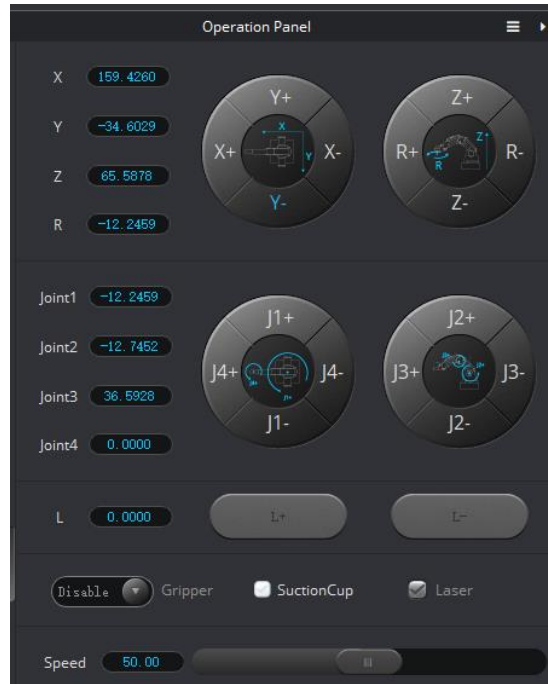 Operation Panel
X 159.4260
Y -34.6029
Z 65.5878
R -12.2459
Y+
X+ X-
Y-
X
Y
Z+
R+ R-
Z-
Z
R
Joint1 -12.2459
Joint2 -12.7452
Joint3 36.5928
Joint4 0.0000
J1+
J4+ J4-
J1-
J2+
J3+ J3-
J2-
L 0.0000
L+ L-
Disable Gripper SuctionCup Laser
Speed 50.00